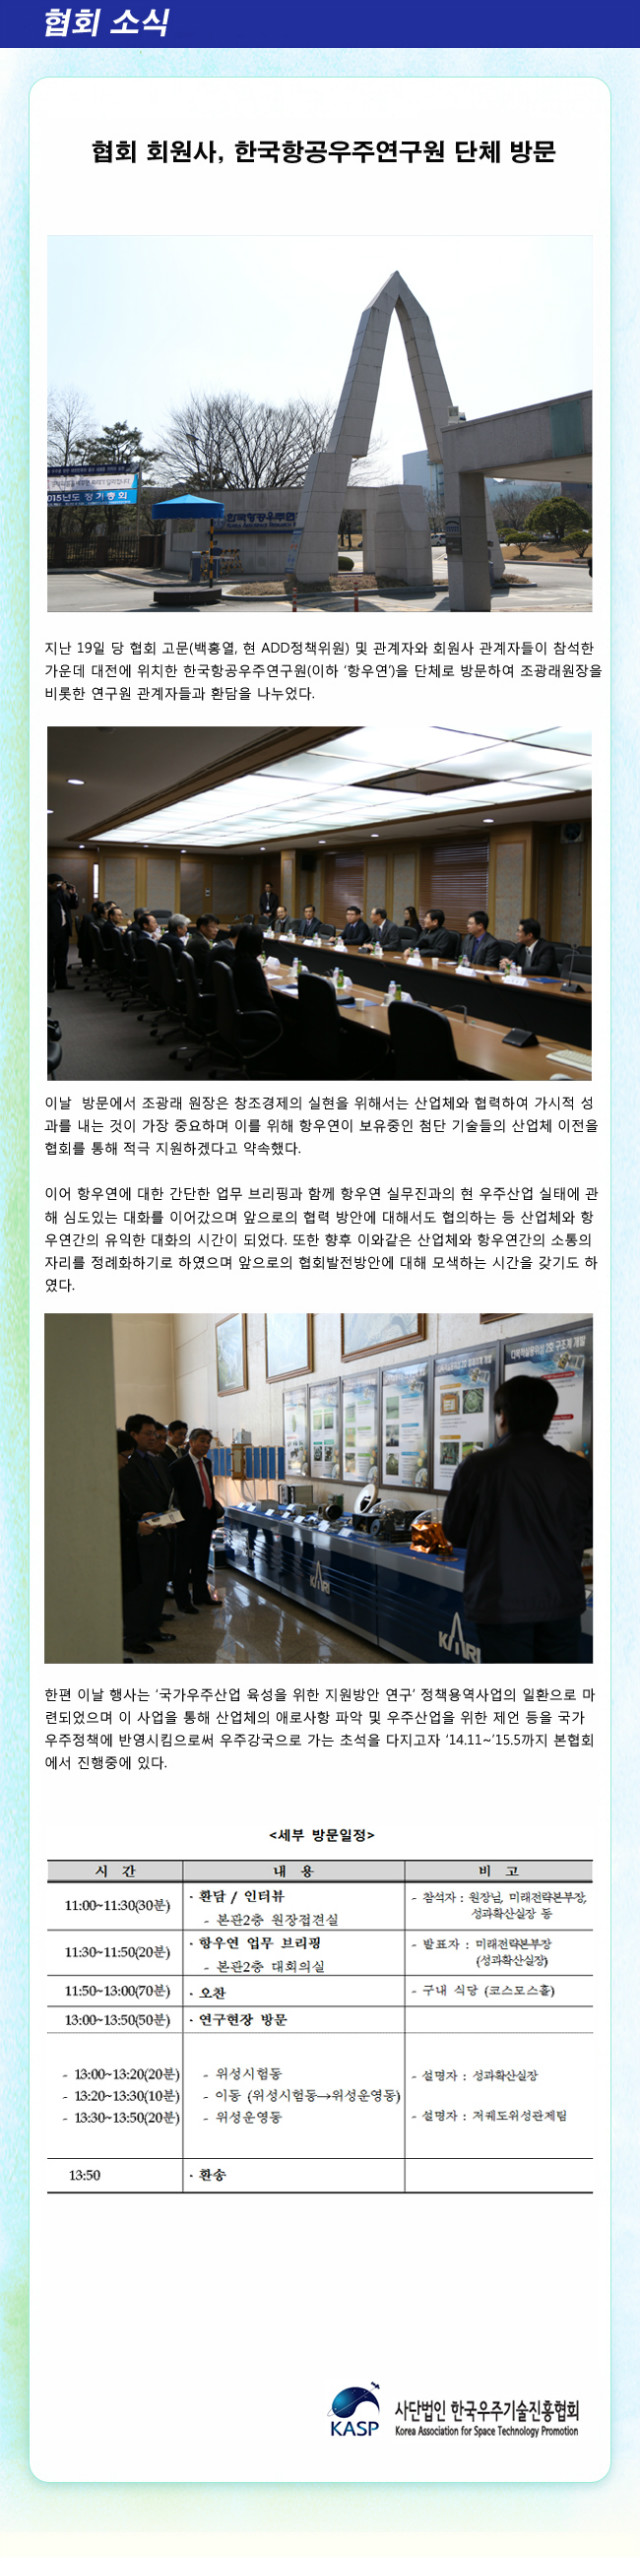 협회 소식
협회 회원사, 한국항공우주연구원 단체 방문
2015년도 정기총회
한국항공우주연
지난 19일 당 협회 고문(백홍열, 현 ADD정책위원) 및 관계자와 회원사 관계자들이 참석한
가운데 대전에 위치한 한국항공우주연구원(이하 ‘항우연’)을 단체로 방문하여 조광래원장을
비롯한 연구원 관계자들과 환담을 나누었다.
이날 방문에서 조광래 원장은 창조경제의 실현을 위해서는 산업체와 협력하여 가시적 성
과를 내는 것이 가장 중요하며 이를 위해 항우연이 보유중인 첨단 기술들의 산업체 이전을
협회를 통해 적극 지원하겠다고 약속했다.
이어 항우연에 대한 간단한 업무 브리핑과 함께 항우연 실무진과의 현 우주산업 실태에 관
해 심도있는 대화를 이어갔으며 앞으로의 협력 방안에 대해서도 협의하는 등 산업체와 항
우연간의 유익한 대화의 시간이 되었다. 또한 향후 이와같은 산업체와 항우연간의 소통의
자리를 정례화하기로 하였으며 앞으로의 협회발전방안에 대해 모색하는 시간을 갖기도 하
였다.
다목적실용위성 2호 구조계 개발
KARI
KARI
한편 이날 행사는 ‘국가우주산업 육성을 위한 지원방안 연구’ 정책용역사업의 일환으로 마
련되었으며 이 사업을 통해 산업체의 애로사항 파악 및 우주산업을 위한 제언 등을 국가
우주정책에 반영시킴으로써 우주강국으로 가는 초석을 다지고자 ‘14.11~’15.5까지 본협회
에서 진행중에 있다.
<세부 방문일정>
시 간 내 용 비 고
11:00~11:30(30분) · 환담 / 인터뷰 - 참석자 : 원장님, 미래전략본부장,
- 본관2층 원장접견실 성과확산실장 등
11:30~11:50(20분) · 항우연 업무 브리핑 - 발표자 : 미래전략본부장
- 본관2층 대회의실 (성과확산실장)
11:50~13:00(70분) · 오찬 - 구내 식당 (코스모스홀)
13:00~13:50(50분) · 연구현장 방문
- 13:00~13:20(20분) - 위성시험동 - 설명자 : 성과확산실장
- 13:20~13:30(10분) - 이동 (위성시험동→위성운영동)
- 13:30~13:50(20분) - 위성운영동 - 설명자 : 저궤도위성관제팀
13:50 · 환송
KASP
사단법인 한국우주기술진흥협회
Korea Association for Space Technology Promotion